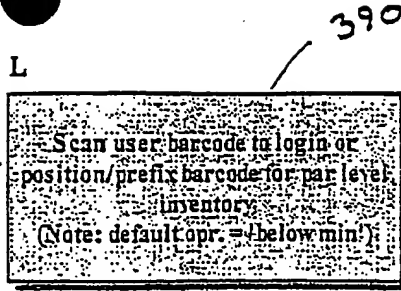 390
L
Scan user barcode to login or
position/prefix barcode for par level
inventory
(Note: default opr. = !below min!)